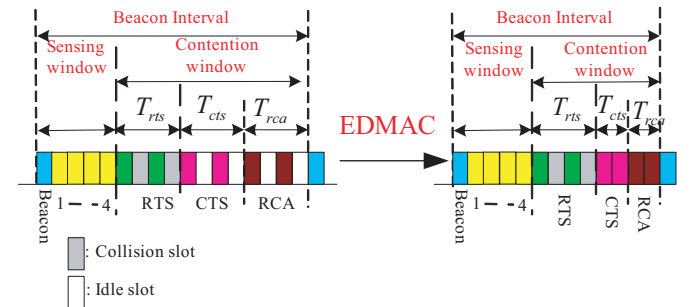 Beacon Interval
Sensing window
Contention window
T_rts
T_cts
T_rca
Beacon
1 - - 4
RTS
CTS
RCA
EDMAC
Beacon Interval
Sensing window
Contention window
T_rts
T_cts
T_rca
Beacon
1 - - 4
RTS
CTS
RCA
: Collision slot
: Idle slot